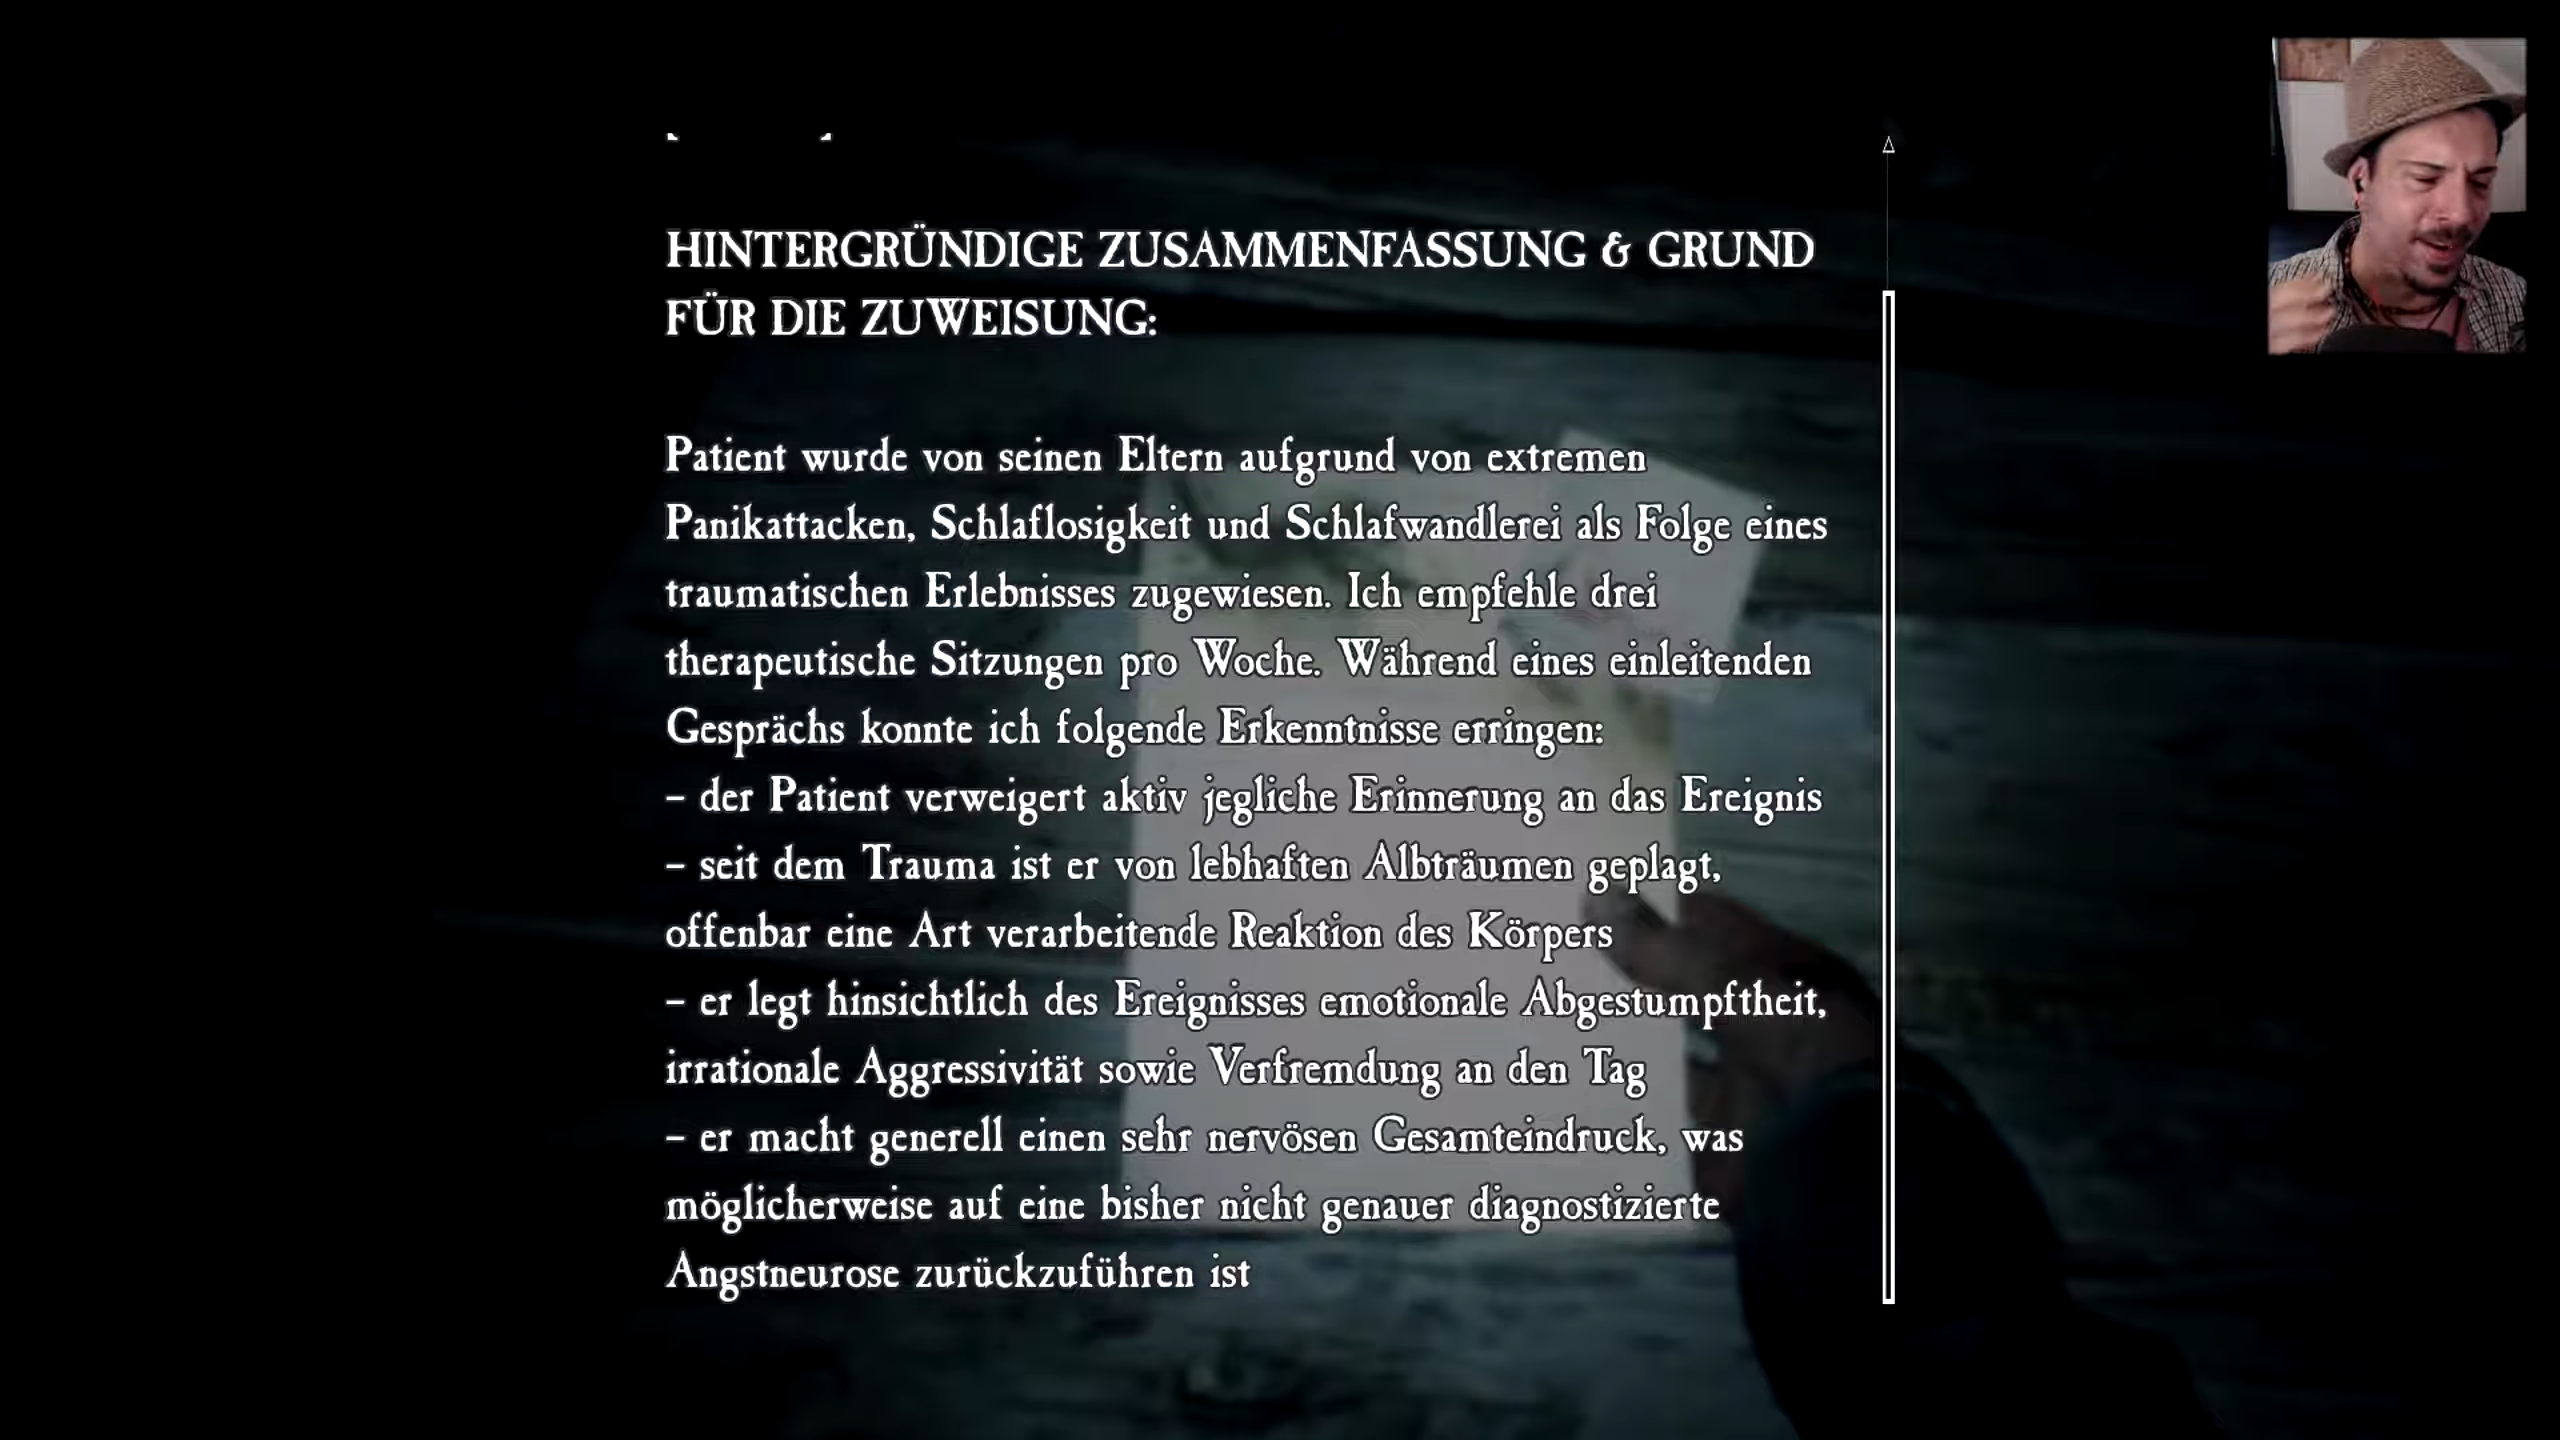 HINTERGRÜNDIGE ZUSAMMENFASSUNG & GRUND
FÜR DIE ZUWEISUNG:
Patient wurde von seinen Eltern aufgrund von extremen
Panikattacken, Schlaflosigkeit und Schlafwandlerei als Folge eines
traumatischen Erlebnisses zugewiesen. Ich empfehle drei
therapeutische Sitzungen pro Woche. Während eines einleitenden
Gesprächs konnte ich folgende Erkenntnisse erringen:
– der Patient verweigert aktiv jegliche Erinnerung an das Ereignis
– seit dem Trauma ist er von lebhaften Albträumen geplagt,
offenbar eine Art verarbeitende Reaktion des Körpers
– er legt hinsichtlich des Ereignisses emotionale Abgestumpftheit,
irrationale Aggressivität sowie Verfremdung an den Tag
– er macht generell einen sehr nervösen Gesamteindruck, was
möglicherweise auf eine bisher nicht genauer diagnostizierte
Angstneurose zurückzuführen ist